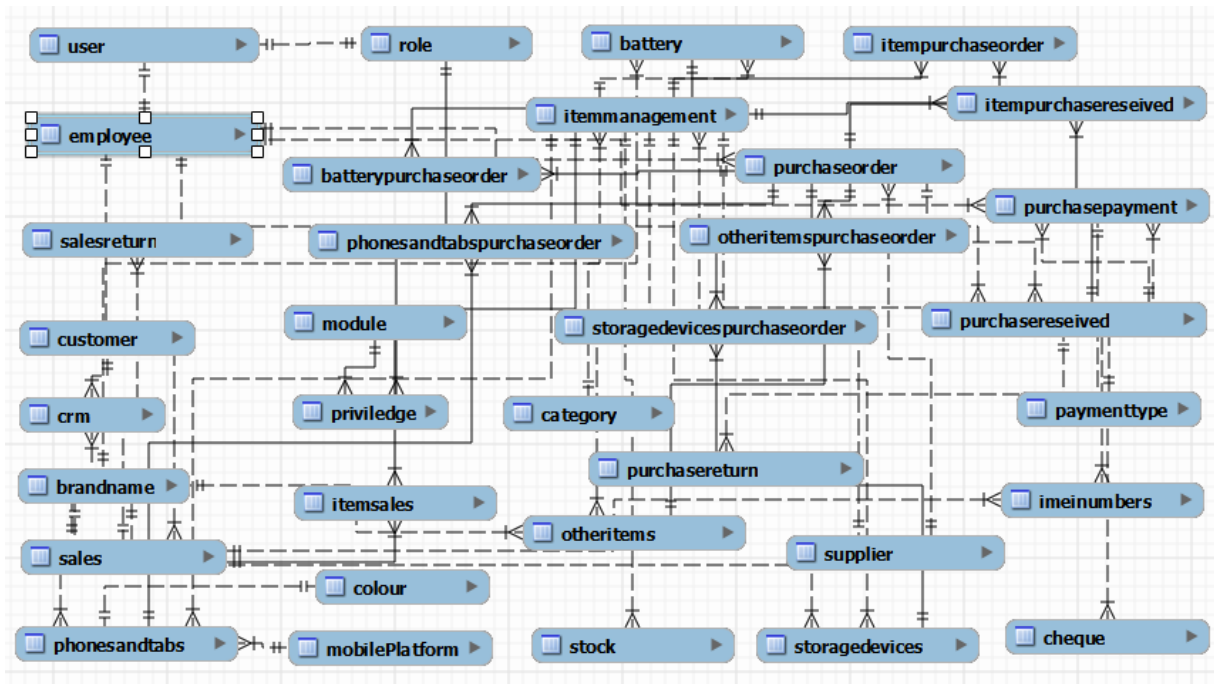 user
role
battery
itempurchaseorder
employee
itemmanagement
itempurchasereseived
batterypurchaseorder
purchaseorder
salesreturn
phonesandtabspurchaseorder
otheritemspurchaseorder
purchasepayment
customer
module
storagedevicespurchaseorder
purchasereseived
crm
priviledge
category
paymenttype
brandname
itemsales
purchasereturn
imeinumbers
sales
otheritems
supplier
colour
phonesandtabs
mobilePlatform
stock
storagedevices
cheque